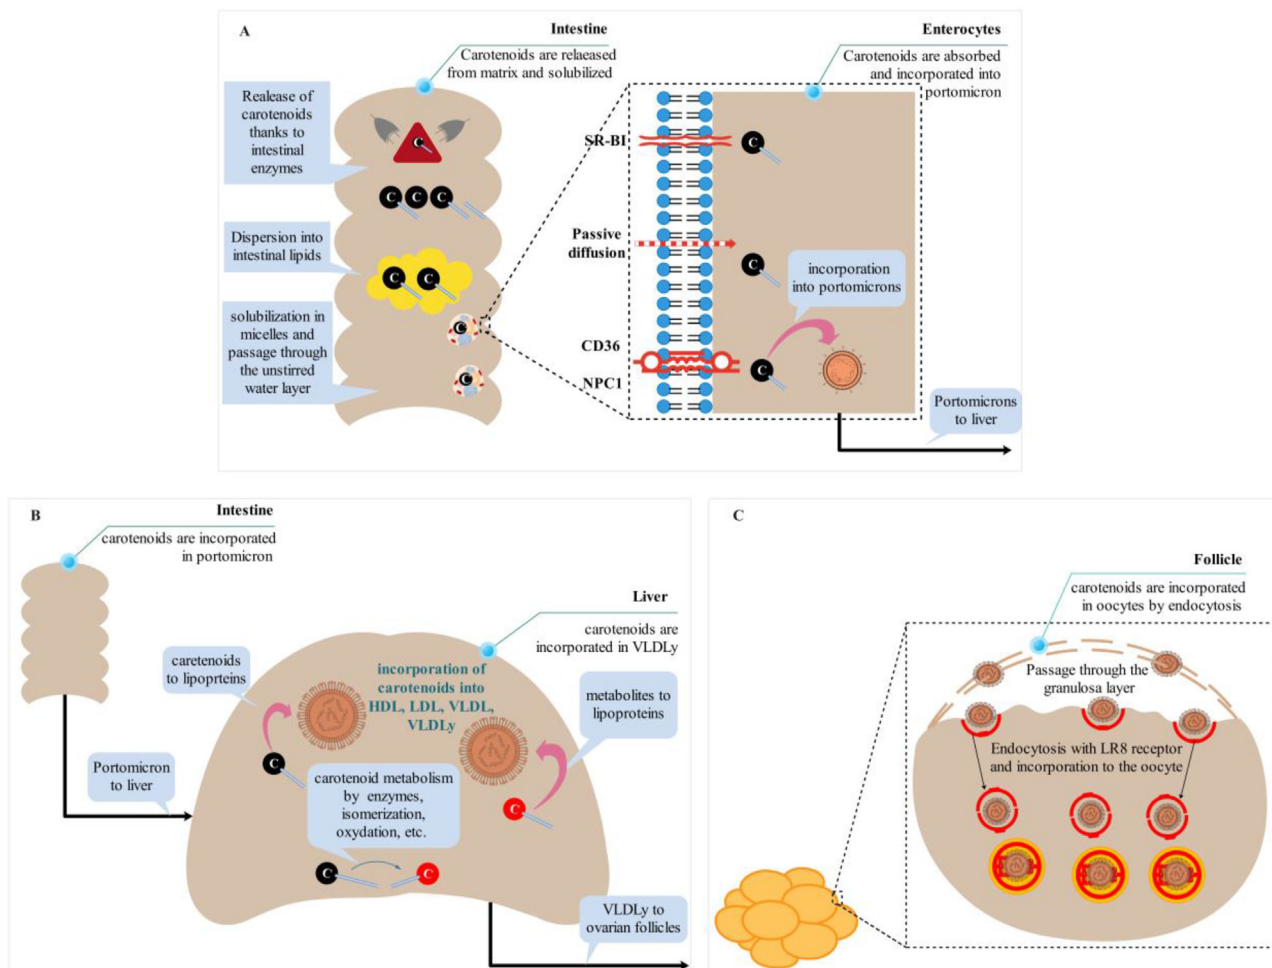 A
Intestine
Carotenoids are relaeased
from matrix and solubilized
Enterocytes
Carotenoids are absorbed
and incorporated into
portomicron
Realease of
carotenoids
thanks to
intestinal
enzymes
C
C C C
Dispersion into
intestinal lipids
C C
solubilization in
micelles and
passage through
the unstirred
water layer
C
C
SR-BI
C
Passive
diffusion
C
incorporation
into portomicrons
CD36
NPC1
C
Portomicrons
to liver
B
Intestine
carotenoids are incorporated
in portomicron
Liver
carotenoids are
incorporated in VLDLy
caretenoids
to lipoprteins
incorporation of
carotenoids into
HDL, LDL, VLDL,
VLDLy
metabolites to
lipoproteins
Portomicron
to liver
C
carotenoid metabolism
by enzymes,
isomerization,
oxydation, etc.
C
C C
VLDLy to
ovarian follicles
C
Follicle
carotenoids are incorporated
in oocytes by endocytosis
Passage through the
granulosa layer
Endocytosis with LR8 receptor
and incorporation to the oocyte